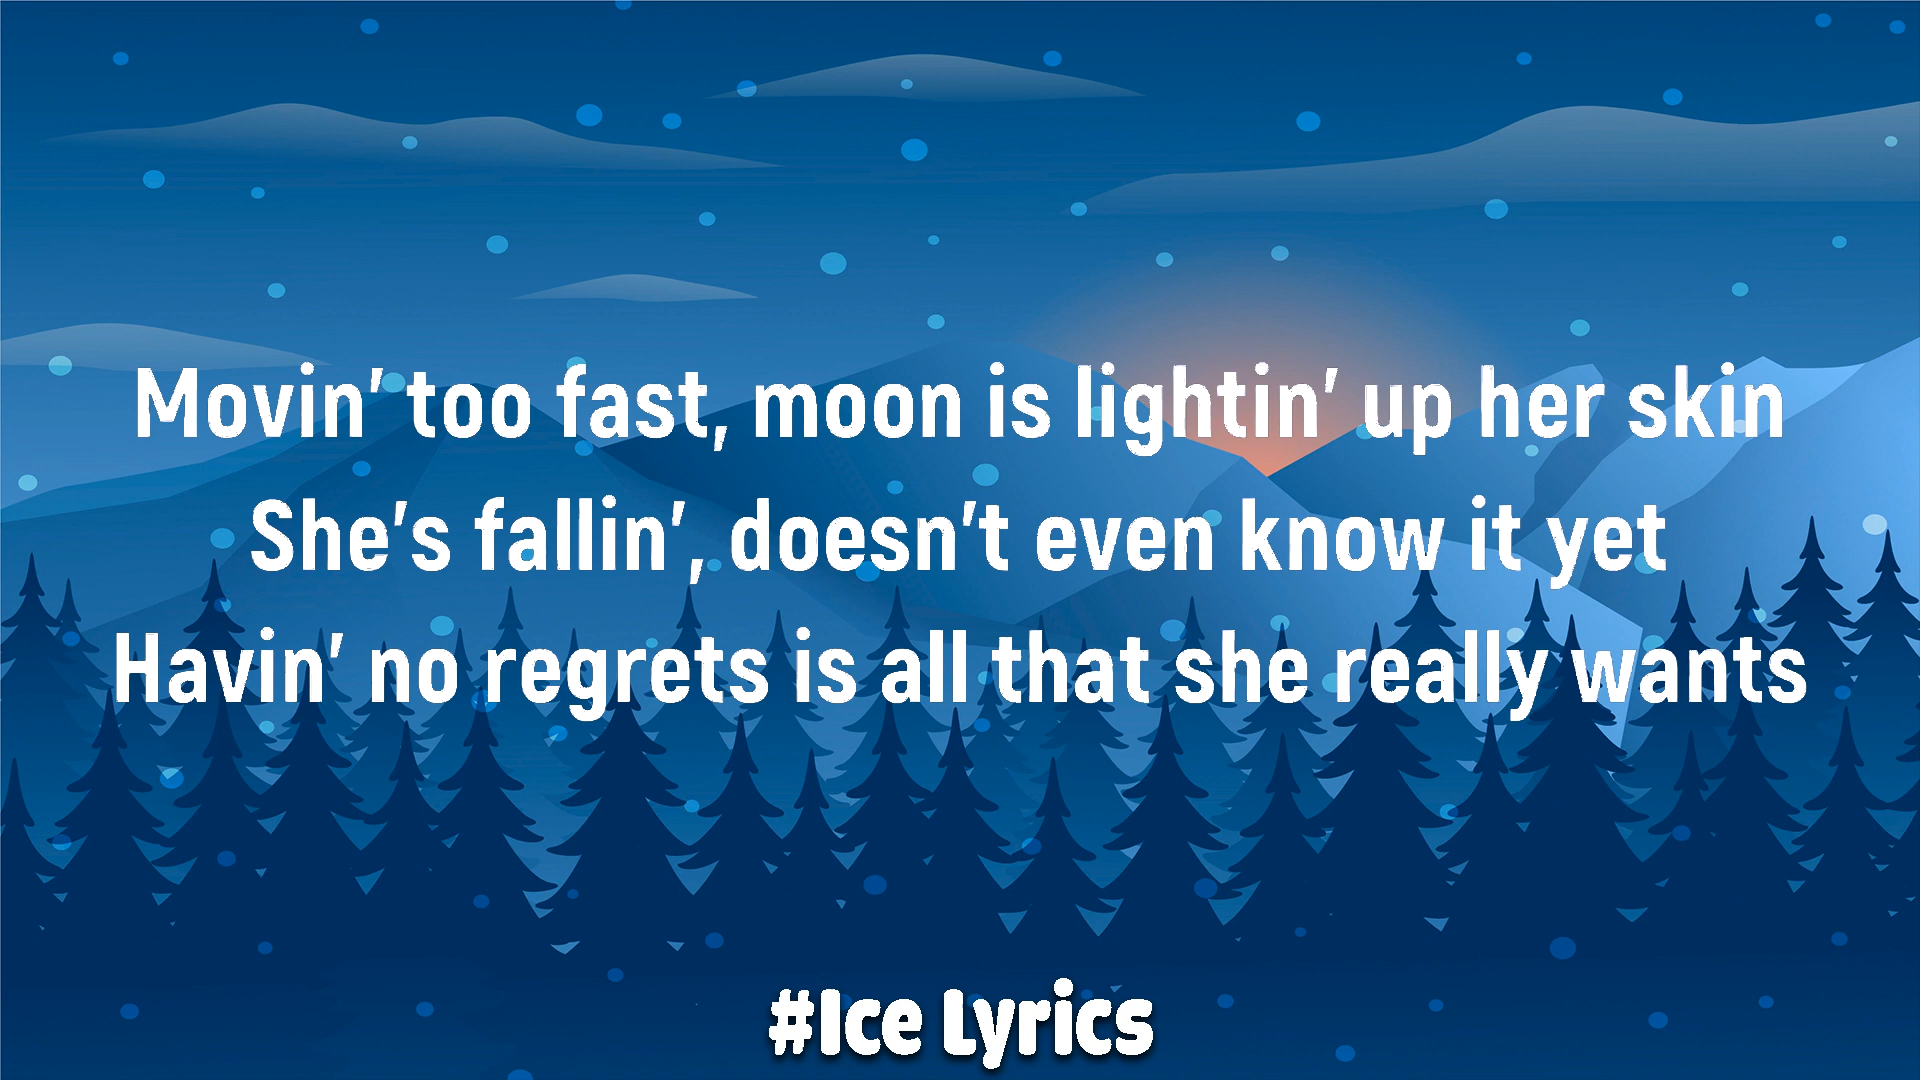 Movin’ too fast, moon is lightin’ up her skin
She’s fallin’, doesn’t even know it yet
Havin’ no regrets is all that she really wants
#Ice Lyrics